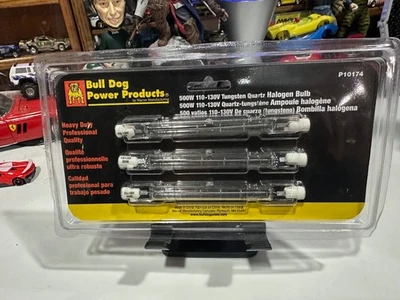 Bull Dog
Power Products
P10174
500W 110-130V Tungsten Quartz Halogen Bulb
500W 110-130V Quartz-tungstène Ampoule halogène
500 vatios 110-130V De cuarzo (tungsteno) Bombilla halogena
Heavy Duty
Professional
Quality
Qualité
professionnelle
ultra robuste
Calidad
profesional para
trabajo pesado